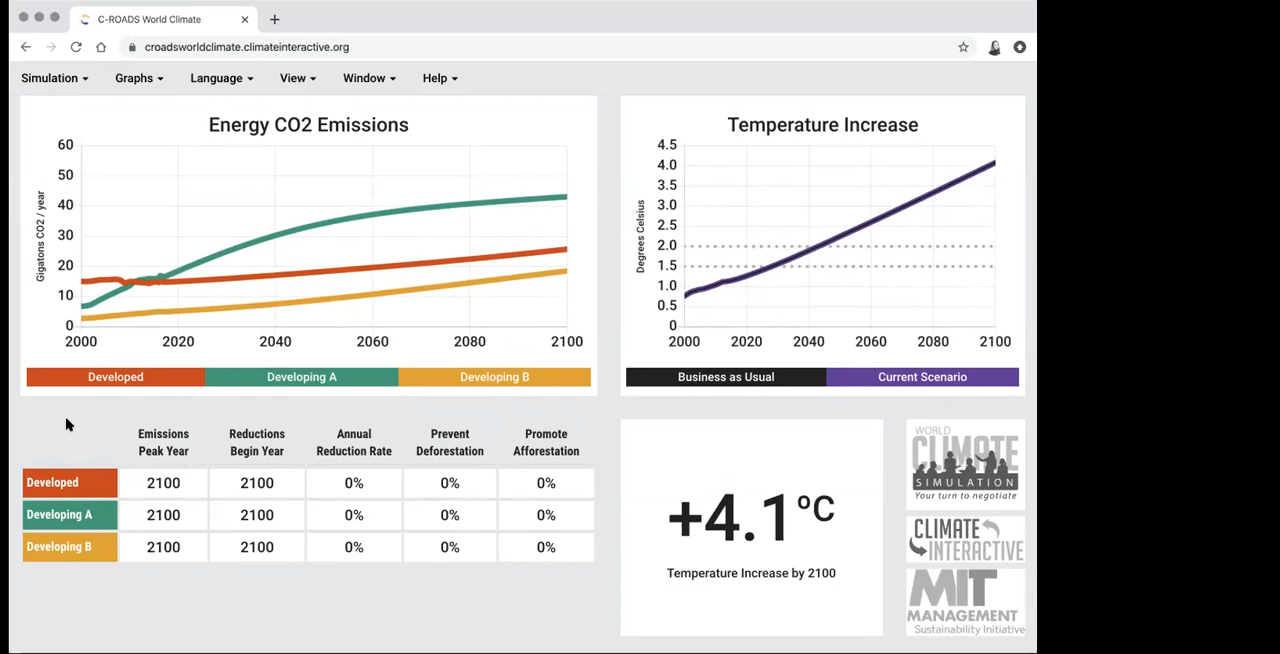 C-ROADS World Climate
croadsworldclimate.climateinteractive.org
Simulation Graphs Language View Window Help
Energy CO2 Emissions
Gigatons CO2 / year
60
50
40
30
20
10
0
2000 2020 2040 2060 2080 2100
Developed Developing A Developing B
Temperature Increase
Degrees Celsius
4.5
4.0
3.5
3.0
2.5
2.0
1.5
1.0
0.5
0
2000 2020 2040 2060 2080 2100
Business as Usual Current Scenario
Emissions Peak Year Reductions Begin Year Annual Reduction Rate Prevent Deforestation Promote Afforestation
Developed 2100 2100 0% 0% 0%
Developing A 2100 2100 0% 0% 0%
Developing B 2100 2100 0% 0% 0%
+4.1ºC
Temperature Increase by 2100
WORLD
CLIMATE
SIMULATION
Your turn to negotiate
CLIMATE
INTERACTIVE
MIT
MANAGEMENT
Sustainability Initiative